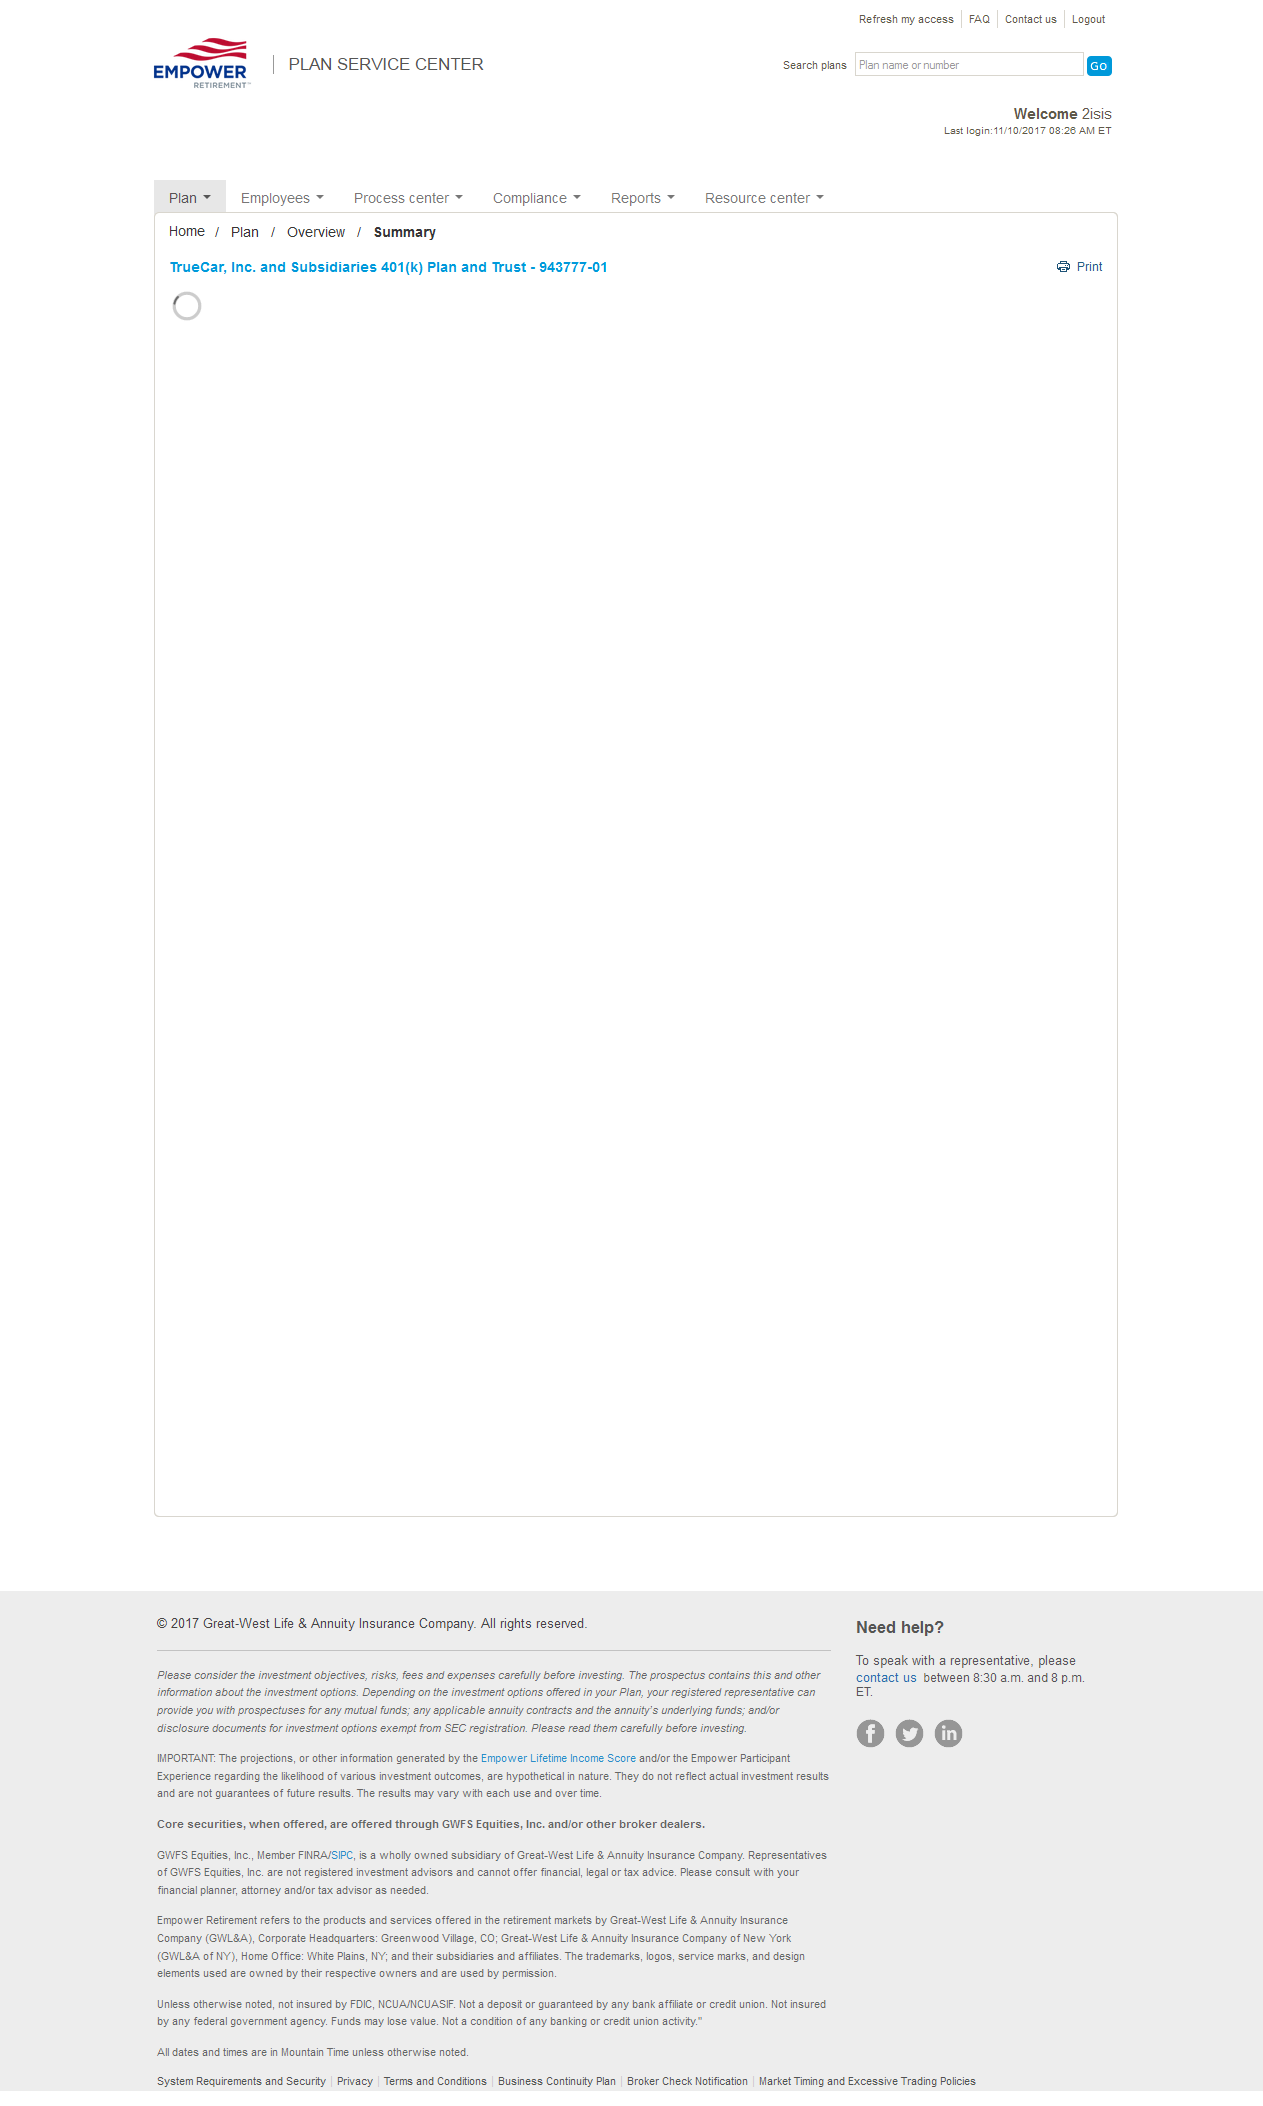 Refresh my access FAQ Contact us Logout
EMPOWER
RETIREMENT™
PLAN SERVICE CENTER
Search plans Plan name or number Go
Welcome 2isis
Last login:11/10/2017 08:26 AM ET
Plan Employees Process center Compliance Reports Resource center
Home / Plan / Overview / Summary
TrueCar, Inc. and Subsidiaries 401(k) Plan and Trust - 943777-01
Print
© 2017 Great-West Life & Annuity Insurance Company. All rights reserved.
Please consider the investment objectives, risks, fees and expenses carefully before investing. The prospectus contains this and other
information about the investment options. Depending on the investment options offered in your Plan, your registered representative can
provide you with prospectuses for any mutual funds; any applicable annuity contracts and the annuity's underlying funds; and/or
disclosure documents for investment options exempt from SEC registration. Please read them carefully before investing.
IMPORTANT: The projections, or other information generated by the Empower Lifetime Income Score and/or the Empower Participant
Experience regarding the likelihood of various investment outcomes, are hypothetical in nature. They do not reflect actual investment results
and are not guarantees of future results. The results may vary with each use and over time.
Core securities, when offered, are offered through GWFS Equities, Inc. and/or other broker dealers.
GWFS Equities, Inc., Member FINRA/SIPC, is a wholly owned subsidiary of Great-West Life & Annuity Insurance Company. Representatives
of GWFS Equities, Inc. are not registered investment advisors and cannot offer financial, legal or tax advice. Please consult with your
financial planner, attorney and/or tax advisor as needed.
Empower Retirement refers to the products and services offered in the retirement markets by Great-West Life & Annuity Insurance
Company (GWL&A), Corporate Headquarters: Greenwood Village, CO; Great-West Life & Annuity Insurance Company of New York
(GWL&A of NY), Home Office: White Plains, NY; and their subsidiaries and affiliates. The trademarks, logos, service marks, and design
elements used are owned by their respective owners and are used by permission.
Unless otherwise noted, not insured by FDIC, NCUA/NCUASIF. Not a deposit or guaranteed by any bank affiliate or credit union. Not insured
by any federal government agency. Funds may lose value. Not a condition of any banking or credit union activity."
All dates and times are in Mountain Time unless otherwise noted.
System Requirements and Security Privacy Terms and Conditions Business Continuity Plan Broker Check Notification Market Timing and Excessive Trading Policies
Need help?
To speak with a representative, please
contact us between 8:30 a.m. and 8 p.m.
ET.